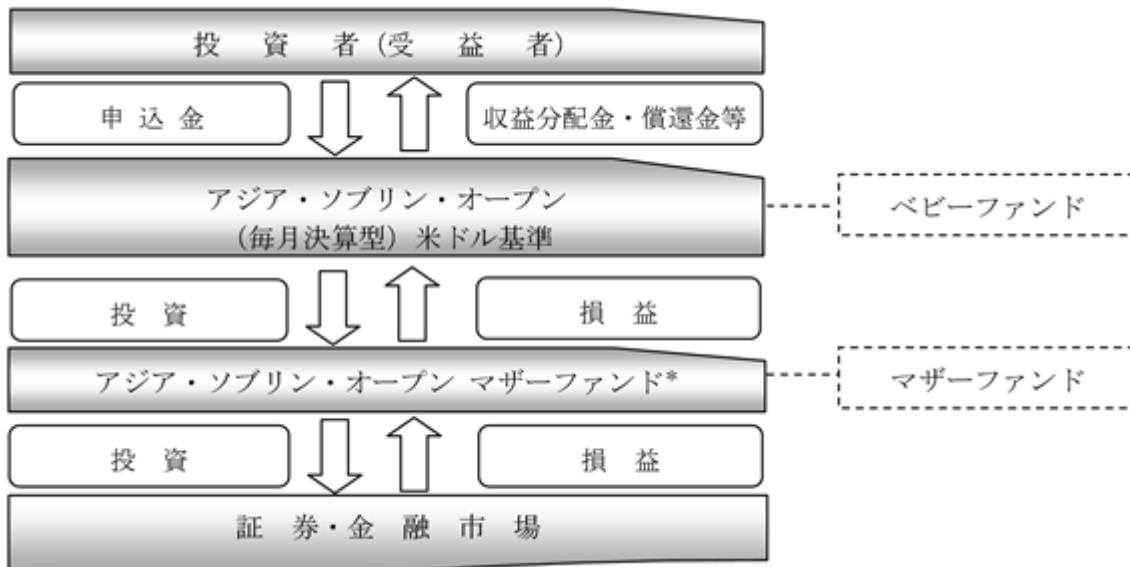 投資者(受益者)
申込金
収益分配金・償還金等
アジア・ソブリン・オープン
(毎月決算型)米ドル基準
ベビーファンド
投資
損益
アジア・ソブリン・オープン マザーファンド*
マザーファンド
投資
損益
証券・金融市場